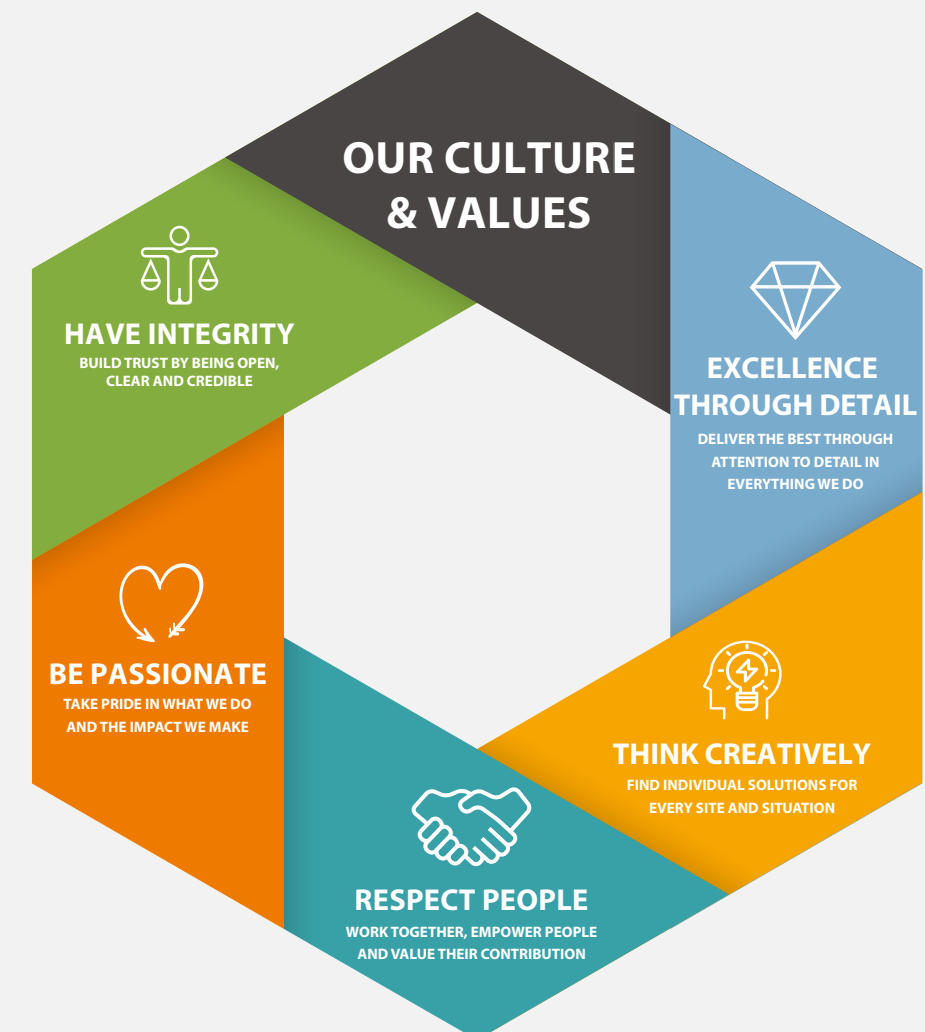 OUR CULTURE
& VALUES
EXCELLENCE
THROUGH DETAIL
DELIVER THE BEST THROUGH
ATTENTION TO DETAIL IN
EVERYTHING WE DO
THINK CREATIVELY
FIND INDIVIDUAL SOLUTIONS FOR
EVERY SITE AND SITUATION
RESPECT PEOPLE
WORK TOGETHER, EMPOWER PEOPLE
AND VALUE THEIR CONTRIBUTION
BE PASSIONATE
TAKE PRIDE IN WHAT WE DO
AND THE IMPACT WE MAKE
HAVE INTEGRITY
BUILD TRUST BY BEING OPEN,
CLEAR AND CREDIBLE